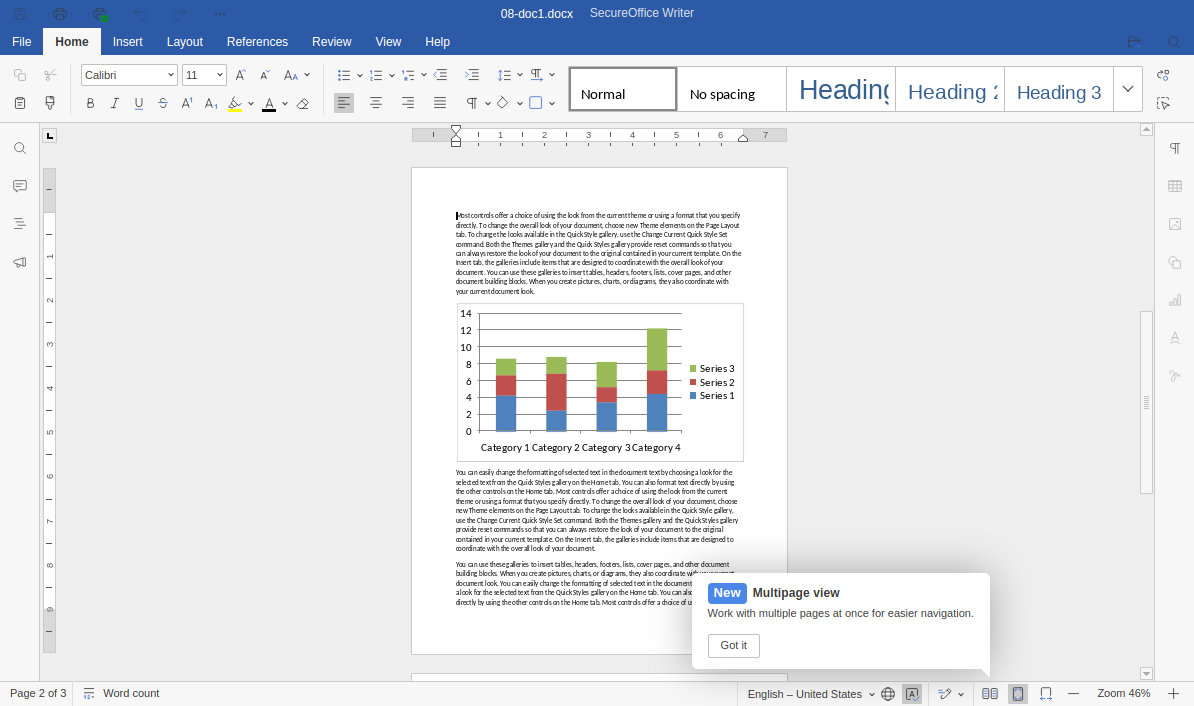 08-doc1.docx SecureOffice Writer
File Home Insert Layout References Review View Help
Calibri 11
Normal No spacing Heading Heading 2 Heading 3
1 2 3 4 5 6 7
1
2
3
4
5
6
7
8
9
Most controls offer a choice of using the look from the current theme or using a format that you specify
directly. To change the overall look of your document, choose new Theme elements on the Page Layout
tab. To change the looks available in the Quick Style gallery, use the Change Current Quick Style Set
command. Both the Themes gallery and the Quick Styles gallery provide reset commands so that you
can always restore the look of your document to the original contained in your current template. On the
Insert tab, the galleries include items that are designed to coordinate with the overall look of your
document. You can use these galleries to insert tables, headers, footers, lists, cover pages, and other
document building blocks. When you create pictures, charts, or diagrams, they also coordinate with
your current document look.
14
12
10
8
6
4
2
0
Series 3
Series 2
Series 1
Category 1 Category 2 Category 3 Category 4
You can easily change the formatting of selected text in the document text by choosing a look for the
selected text from the Quick Styles gallery on the Home tab. You can also format text directly by using
the other controls on the Home tab. Most controls offer a choice of using the look from the current
theme or using a format that you specify directly. To change the overall look of your document, choose
new Theme elements on the Page Layout tab. To change the looks available in the Quick Style gallery,
use the Change Current Quick Style Set command. Both the Themes gallery and the Quick Styles gallery
provide reset commands so that you can always restore the look of your document to the original
contained in your current template. On the Insert tab, the galleries include items that are designed to
coordinate with the overall look of your document.
You can use these galleries to insert tables, headers, footers, lists, cover pages, and other document
building blocks. When you create pictures, charts, or diagrams, they also coordinate with your current
document look. You can easily change the formatting of selected text in the document
a look for the selected text from the Quick Styles gallery on the Home tab. You can also
directly by using the other controls on the Home tab. Most controls offer a choice of
New Multipage view
Work with multiple pages at once for easier navigation.
Got it
Page 2 of 3 Word count English – United States Zoom 46%